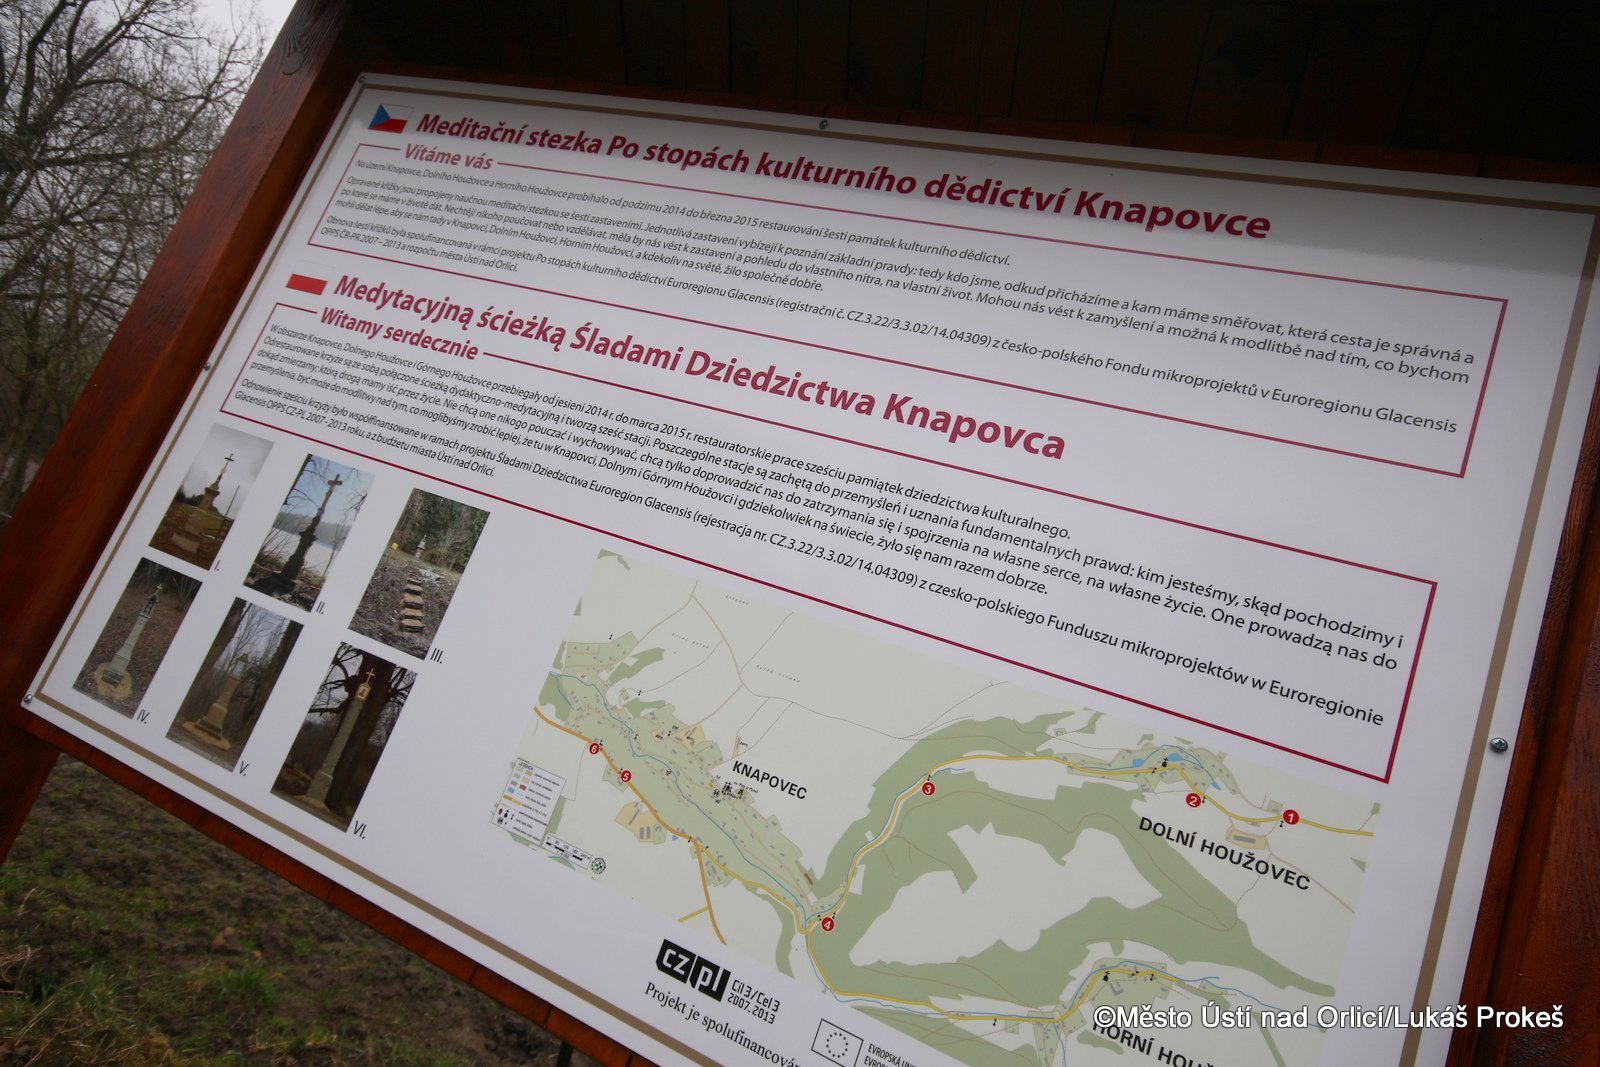 Meditační stezka Po stopách kulturního dědictví Knapovce
Vítáme vás
Na území Knapovce, Dolního Houžovce a Horního Houžovce probíhalo od podzimu 2014 do března 2015 restaurování šesti památek kulturního dědictví.
Opravené křížky jsou propojeny naučnou meditační stezkou se šesti zastaveními. Jednotlivá zastavení vybízejí k poznání základní pravdy: tedy kdo jsme, odkud přicházíme a kam máme směřovat, která cesta je správná a
po které se máme v životě dát. Nechtějí nikoho poučovat nebo vzdělávat, měla by nás vést k zastavení a pohledu do vlastního nitra, na vlastní život. Mohou nás vést k zamyšlení a možná k modlitbě nad tím, co bychom
mohli dělat lépe, aby se nám tady v Knapovci, Dolním Houžovci, Horním Houžovci, a kdekoliv na světě, žilo společně dobře.
Obnova šesti křížků byla spolufinancovaná v rámci projektu Po stopách kulturního dědictví Euroregionu Glacensis (registrační č. CZ.3.22/3.3.02/14.04309) z česko-polského Fondu mikroprojektů v Euroregionu Glacensis
OPPS ČR-PR 2007 – 2013 a rozpočtu města Ústí nad Orlicí.
Medytacyjną ścieżką Śladami Dziedzictwa Knapovca
Witamy serdecznie
W obszarze Knapovce, Dolnego Houžovce i Górnego Houžovce przebiegały od jesieni 2014 r. do marca 2015 r. restauratorskie prace sześciu pamiątek dziedzictwa kulturalnego.
Odrestaurowane krzyże są ze sobą połączone ścieżką dydaktyczno-medytacyjną i tworzą sześć stacji. Poszczególne stacje są zachętą do przemyśleń i uznania fundamentalnych prawd: kim jesteśmy, skąd pochodzimy i
dokąd zmierzamy; którą drogą mamy iść przez życie. Nie chcą one nikogo pouczać i wychowywać, chcą tylko doprowadzić nas do zatrzymania się i spojrzenia na własne serce, na własne życie. One prowadzą nas do
przemyślenia, być może do modlitwy nad tym, co moglibyśmy zrobić lepiej, że tu w Knapovci, Dolnym i Górnym Houžovci i gdziekolwiek na świecie, żyło się nam razem dobrze.
Odnowienie sześciu krzyży było współfinansowane w ramach projektu Śladami Dziedzictwa Euroregion Glacensis (rejestracja nr. CZ.3.22/3.3.02/14.04309) z czesko-polskiego Funduszu mikroprojektów w Euroregionie
Glacensis OPPS CZ-PL 2007 - 2013 roku, a z budżetu miasta Ústí nad Orlicí.
I.
II.
III.
IV.
V.
VI.
KNAPOVEC
DOLNÍ HOUŽOVEC
HORNÍ
1
2
3
4
5
6
cz pl
Cíl 3/Cel 3
2007.2013
Projekt je spolufinancován
EVROPSKÁ
©Město Ústí nad Orlicí/Lukáš Prokeš